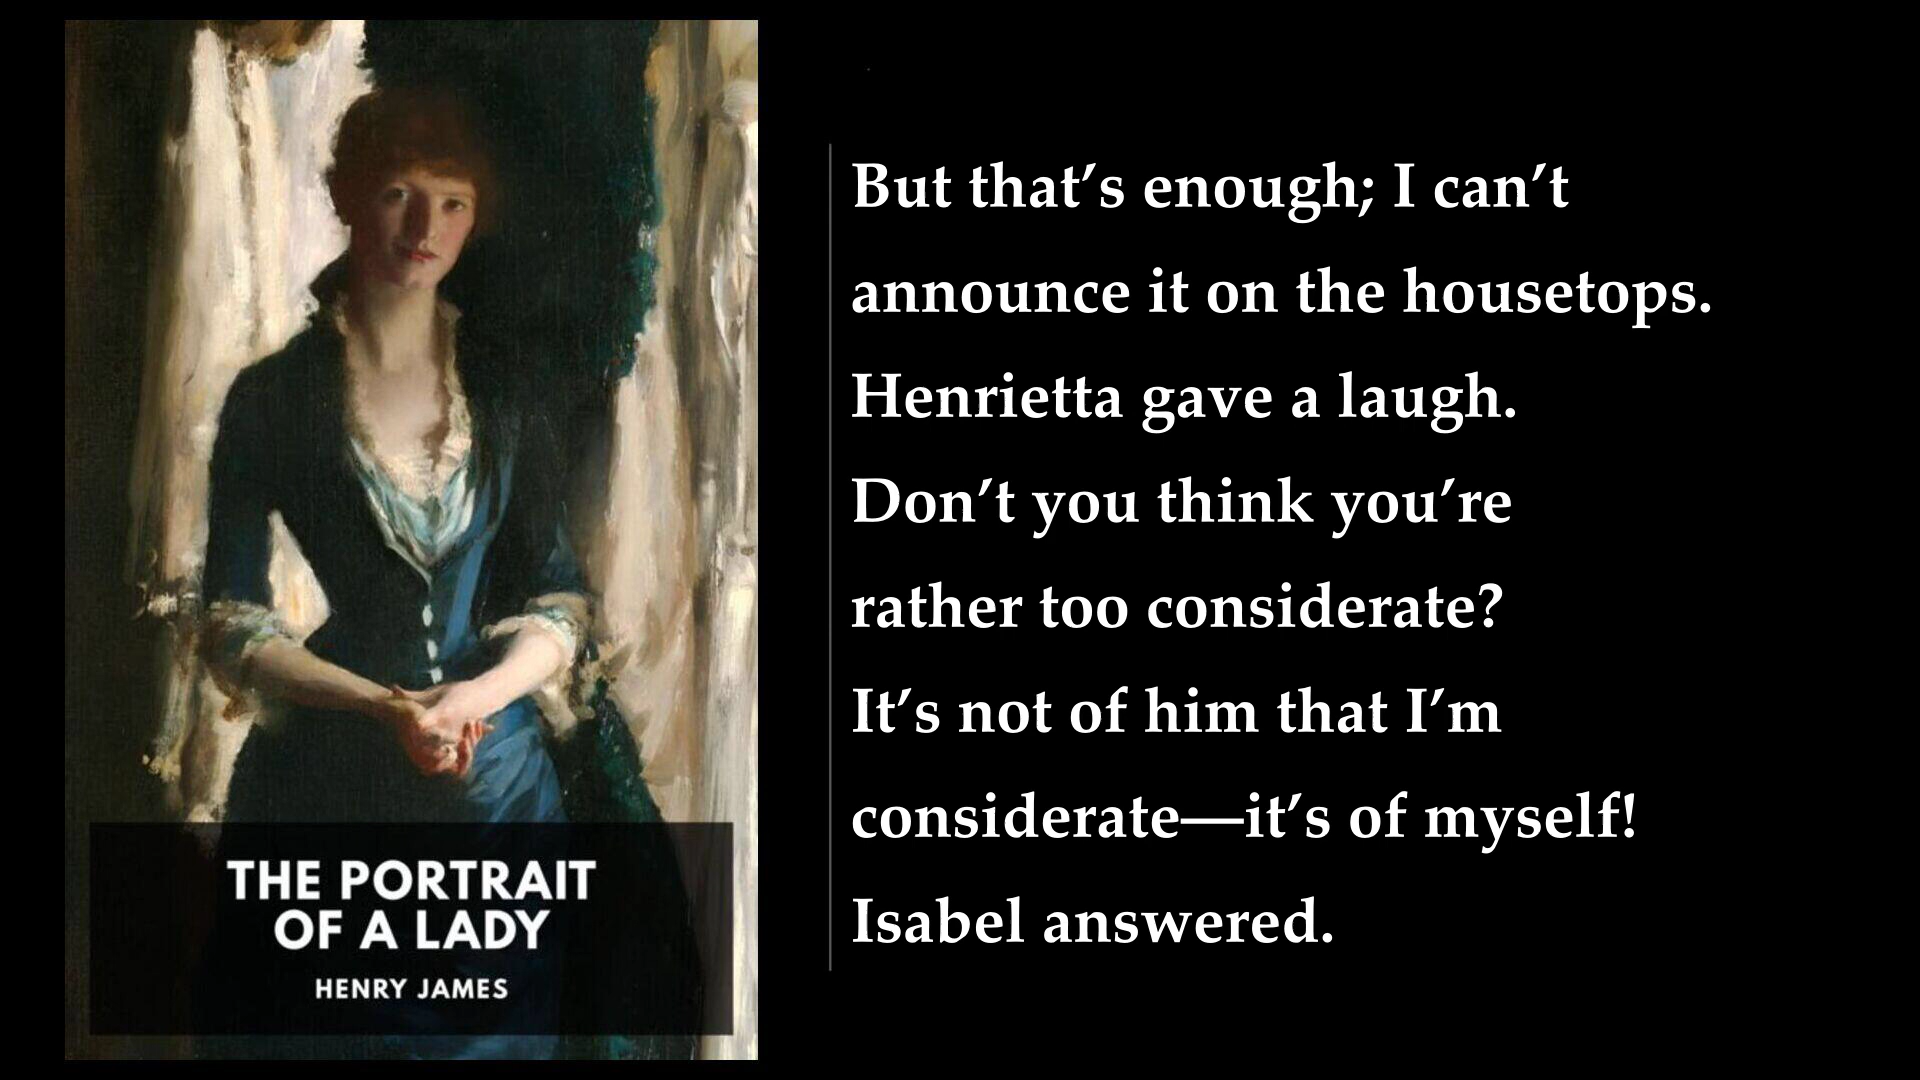 THE PORTRAIT
OF A LADY
HENRY JAMES
But that’s enough; I can’t
announce it on the housetops.
Henrietta gave a laugh.
Don’t you think you’re
rather too considerate?
It’s not of him that I’m
considerate—it’s of myself!
Isabel answered.